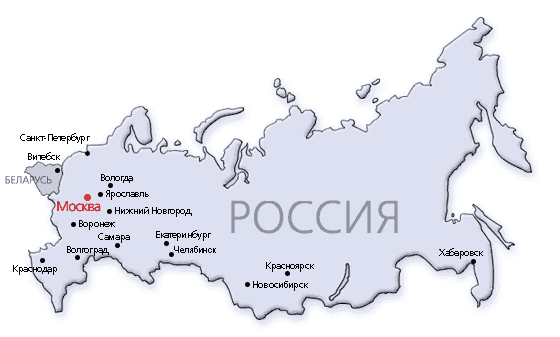 Санкт-Петербург
Витебск
БЕЛАРУСЬ
Вологда
Ярославль
Москва
Нижний Новгород
РОССИЯ
Воронеж
Самара
Екатеринбург
Волгоград
Челябинск
Хабаровск
Краснодар
Красноярск
Новосибирск